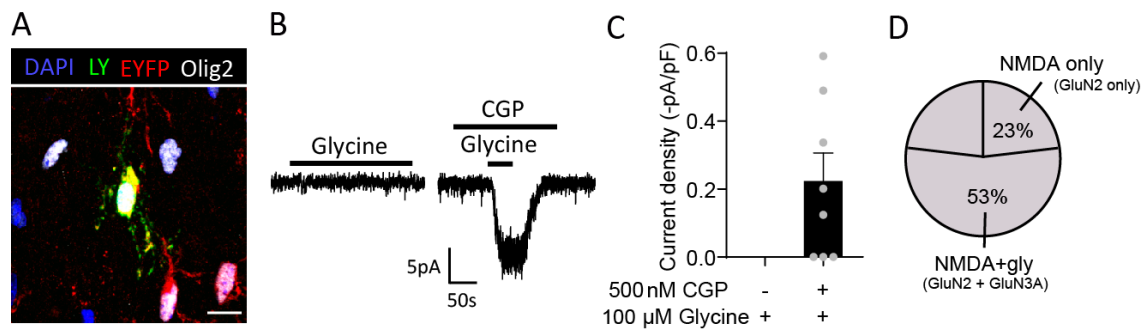 A
DAPI LY EYFP Olig2
B
Glycine
CGP
Glycine
5pA
50s
C
Current density (-pA/pF)
0.6
0.4
0.2
0.0
500 nM CGP - +
100 µM Glycine + +
D
NMDA only
(GluN2 only)
23%
53%
NMDA+gly
(GluN2 + GluN3A)